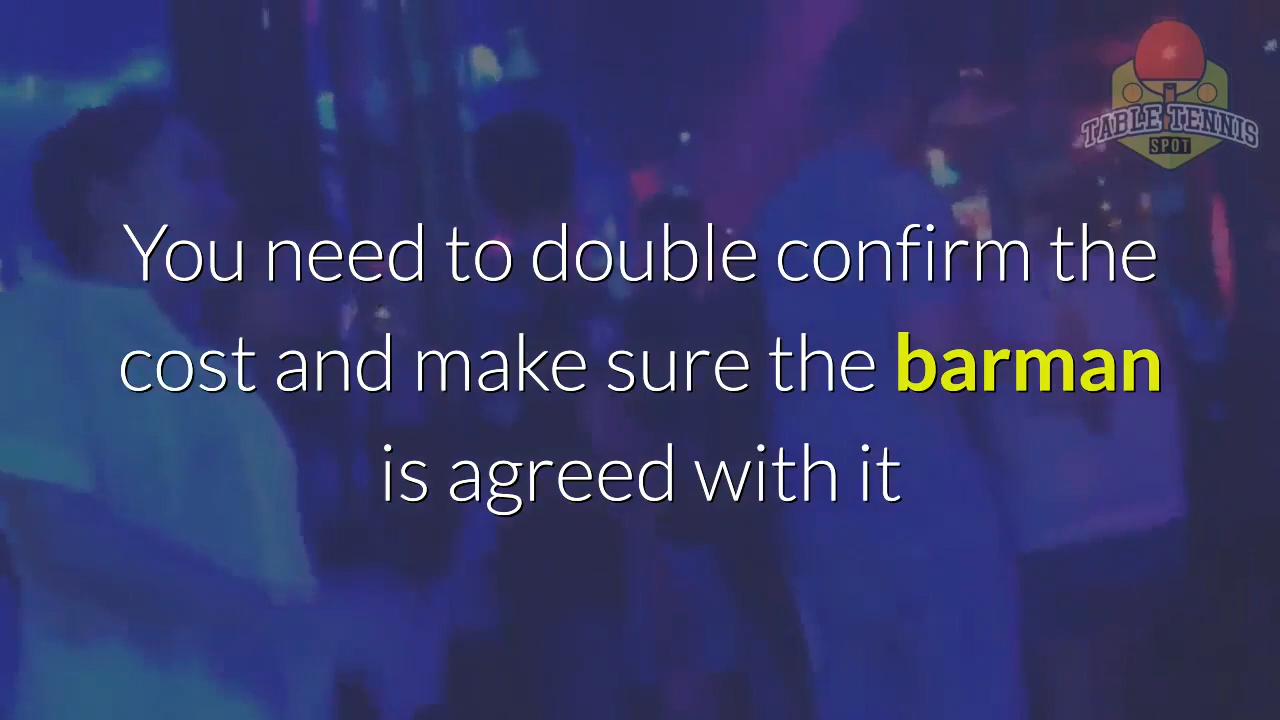 TABLE TENNIS
SPOT
You need to double confirm the
cost and make sure the barman
is agreed with it